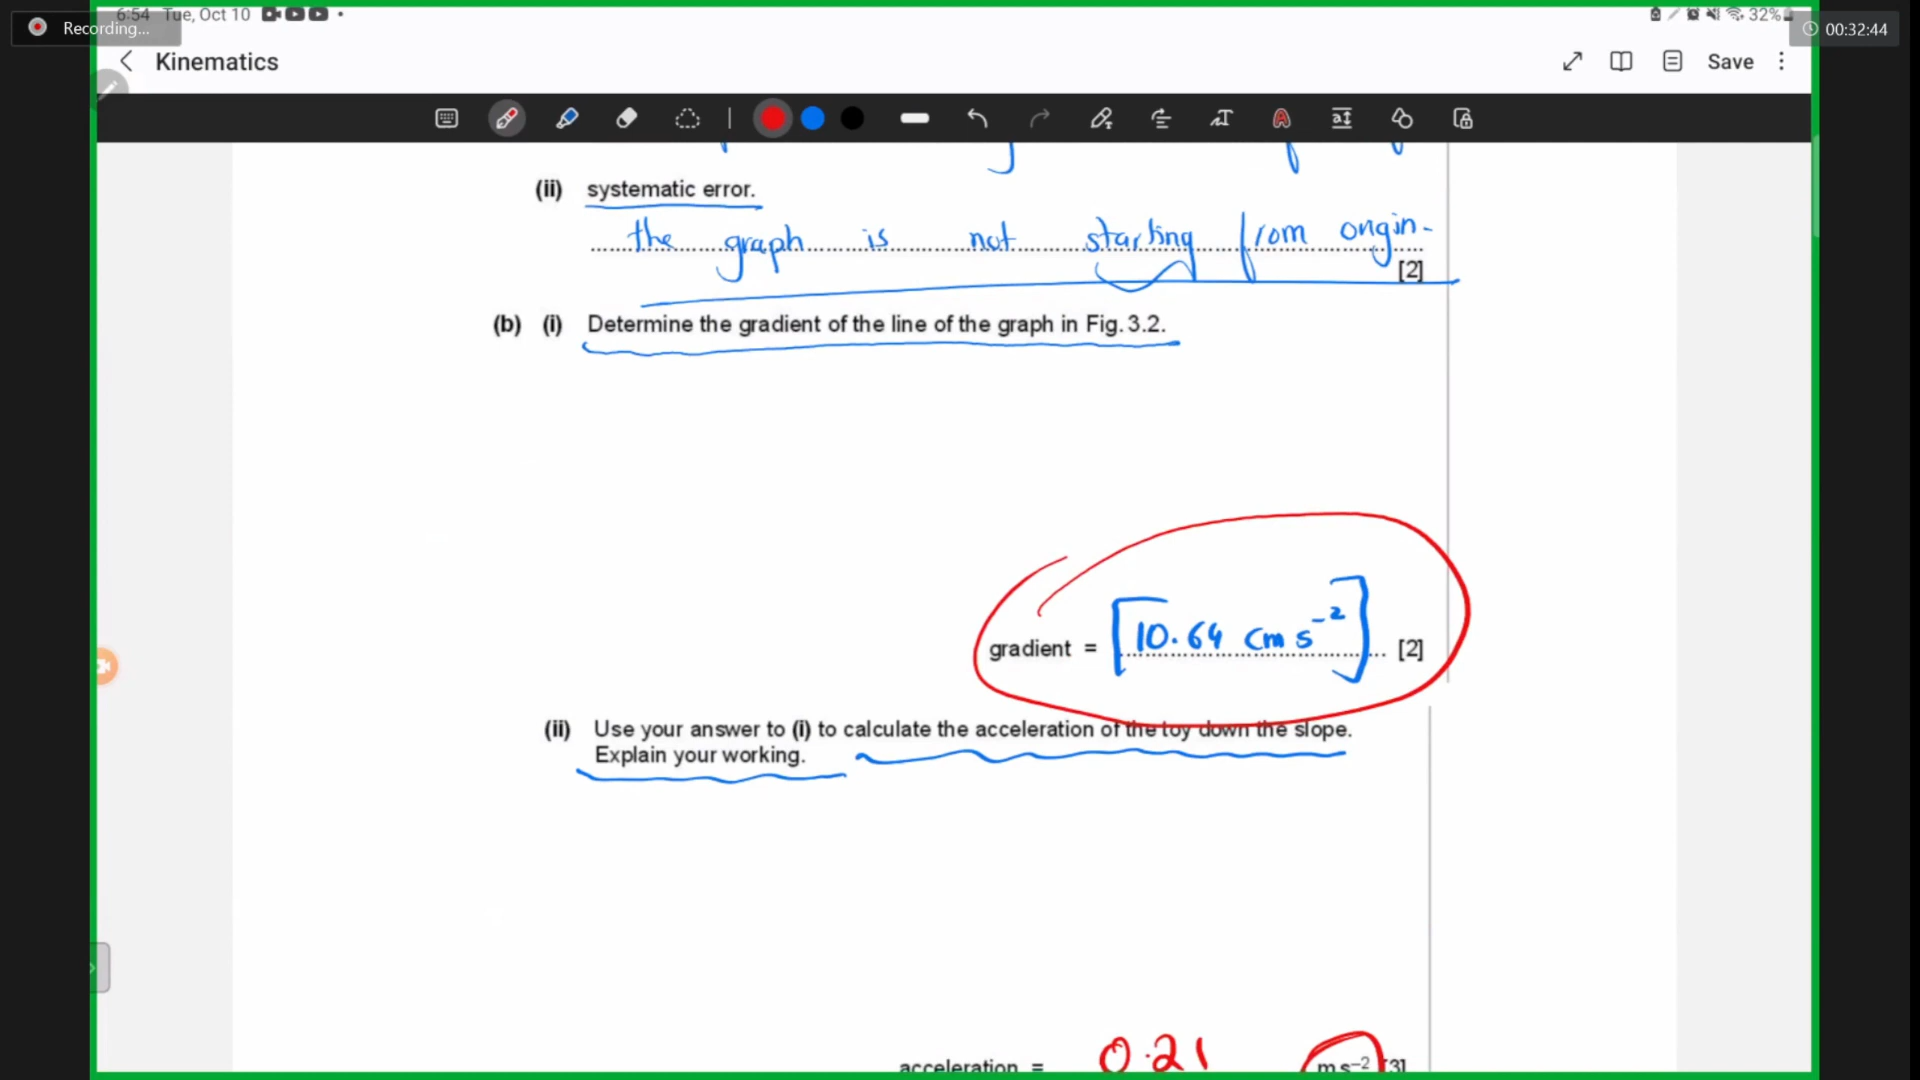 6:54 Tue, Oct 10
32%
Recording...
00:32:44
Kinematics
Save
(ii) systematic error.
the graph is not starting from origin.
[2]
(b) (i) Determine the gradient of the line of the graph in Fig. 3.2.
gradient = [10.64 cm s⁻²] [2]
(ii) Use your answer to (i) to calculate the acceleration of the toy down the slope.
Explain your working.
acceleration = 0.21 m s⁻² [3]